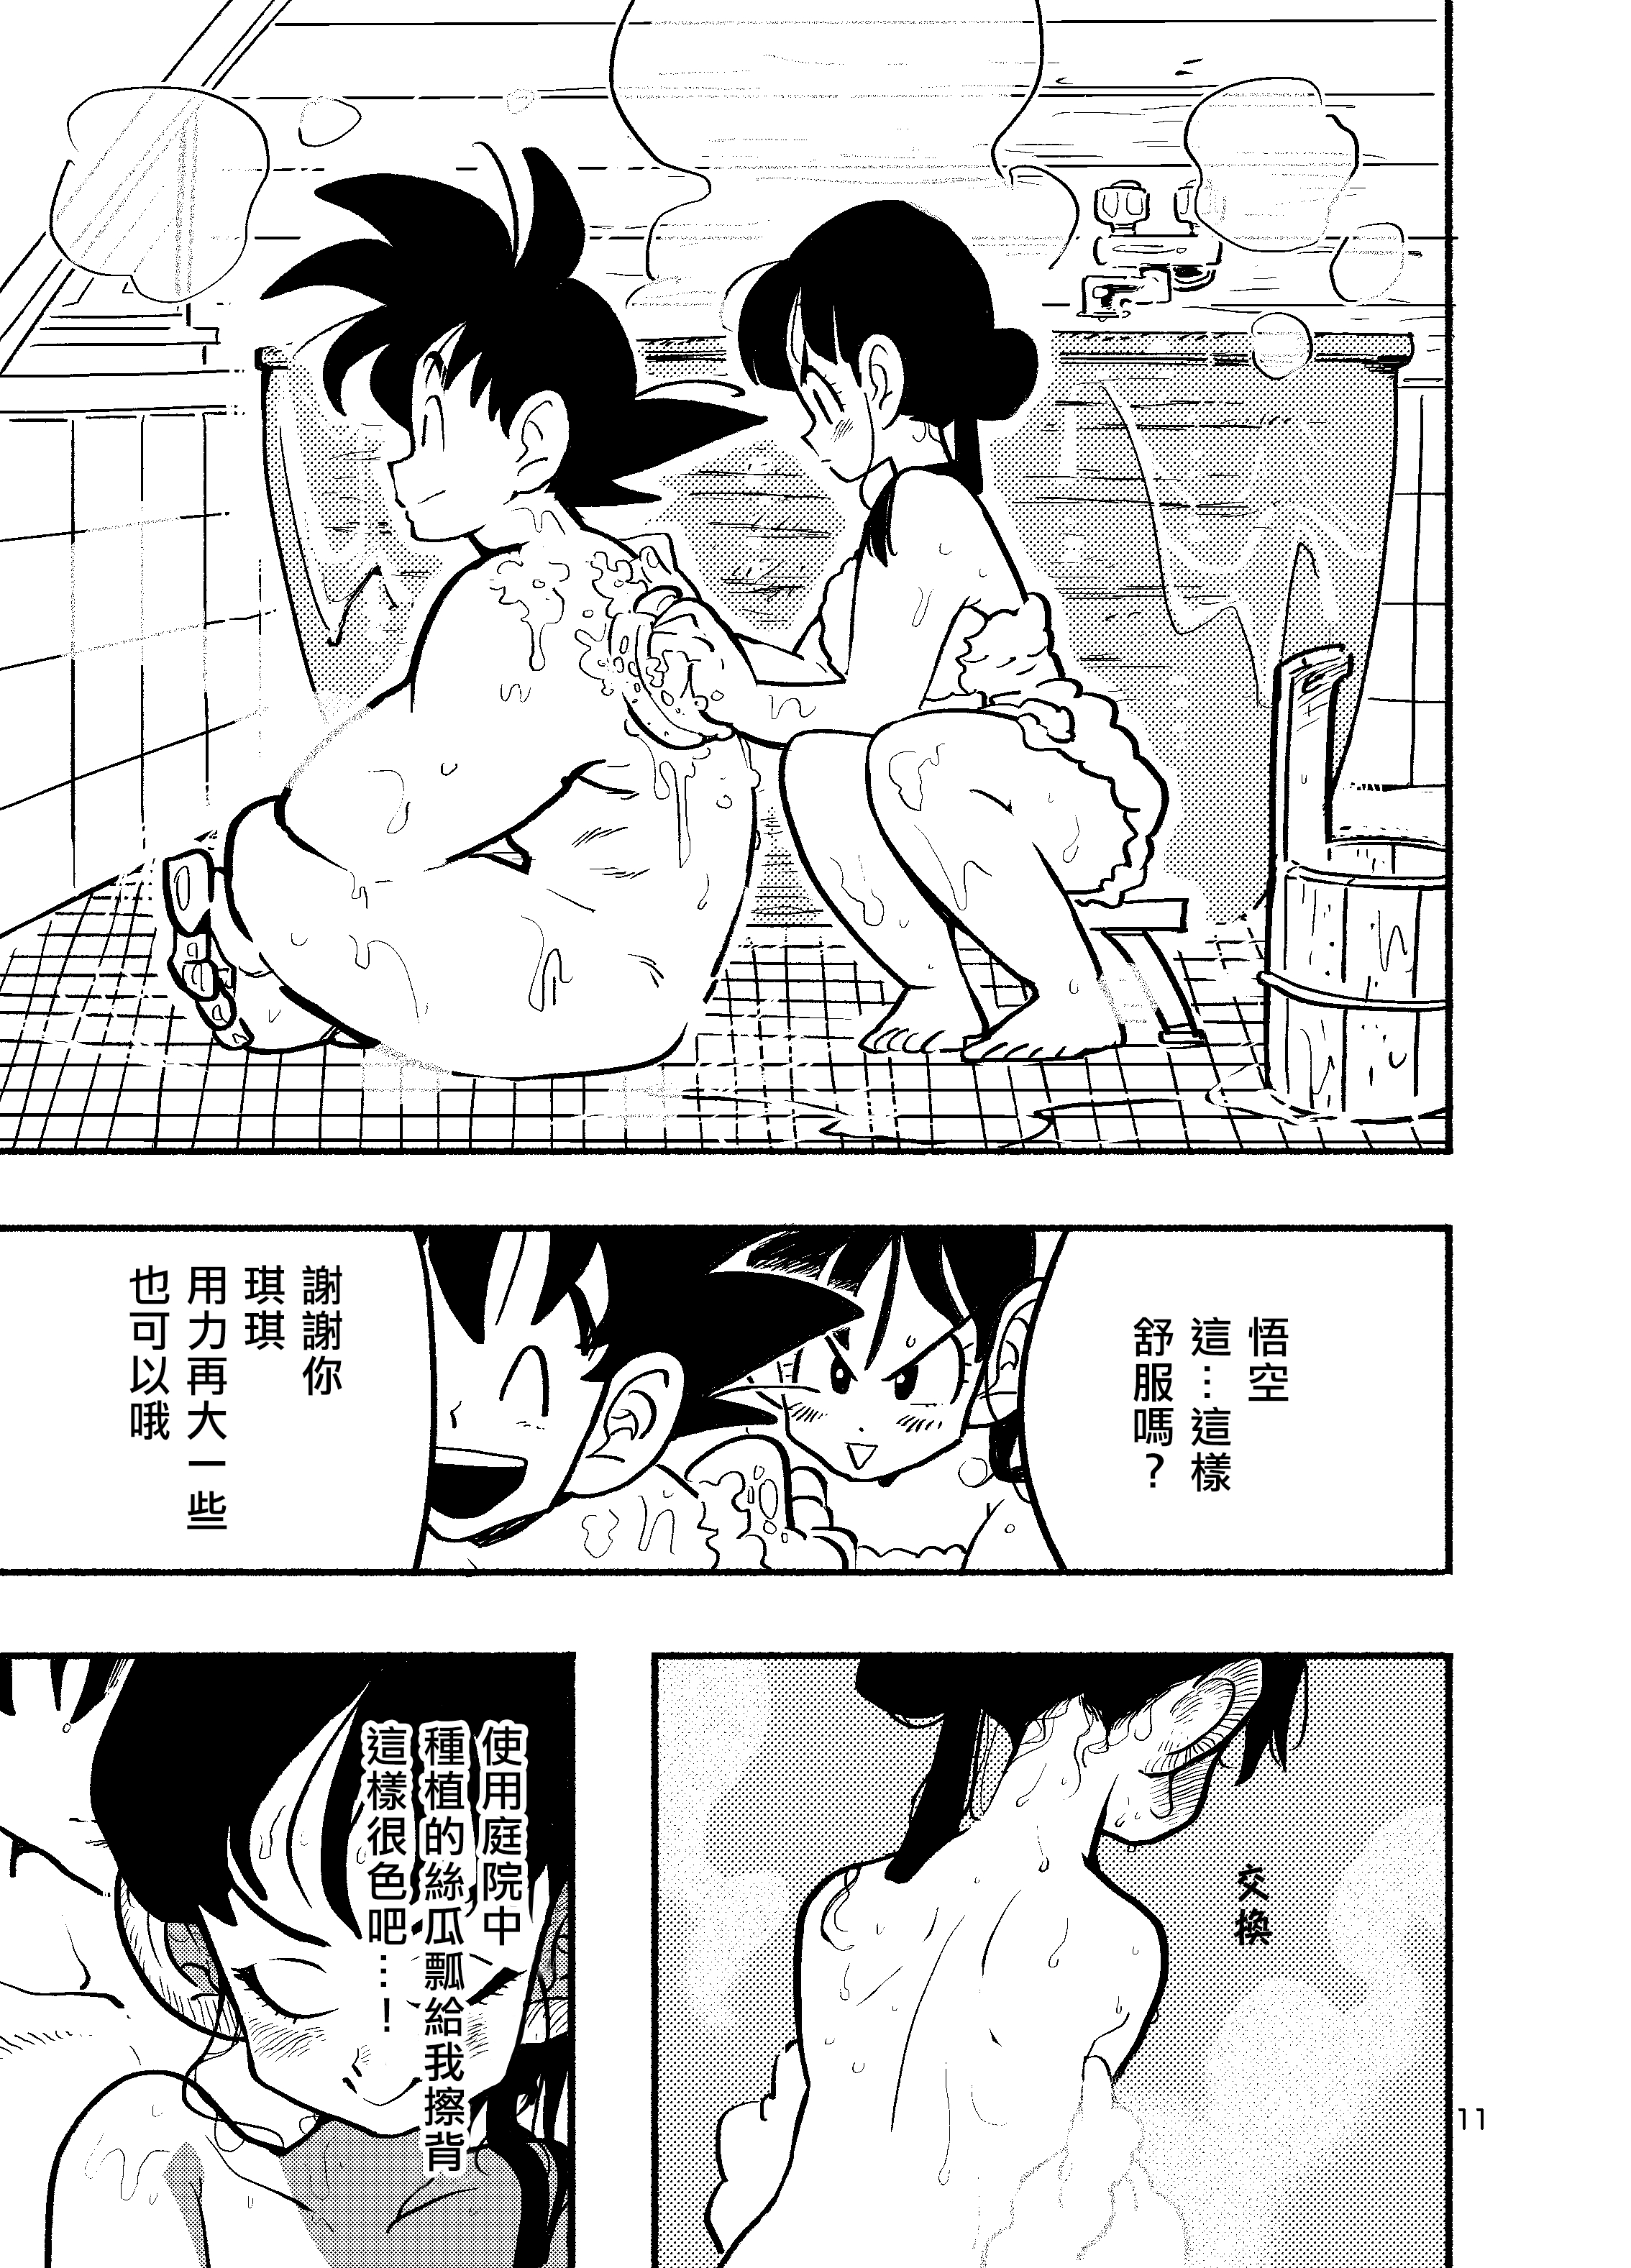 悟空
這…這樣
舒服嗎？
謝謝你
琪琪
用力再大一些
也可以哦
交換
使用庭院中
種植的絲瓜瓢給我擦背
這樣很色吧…！
11